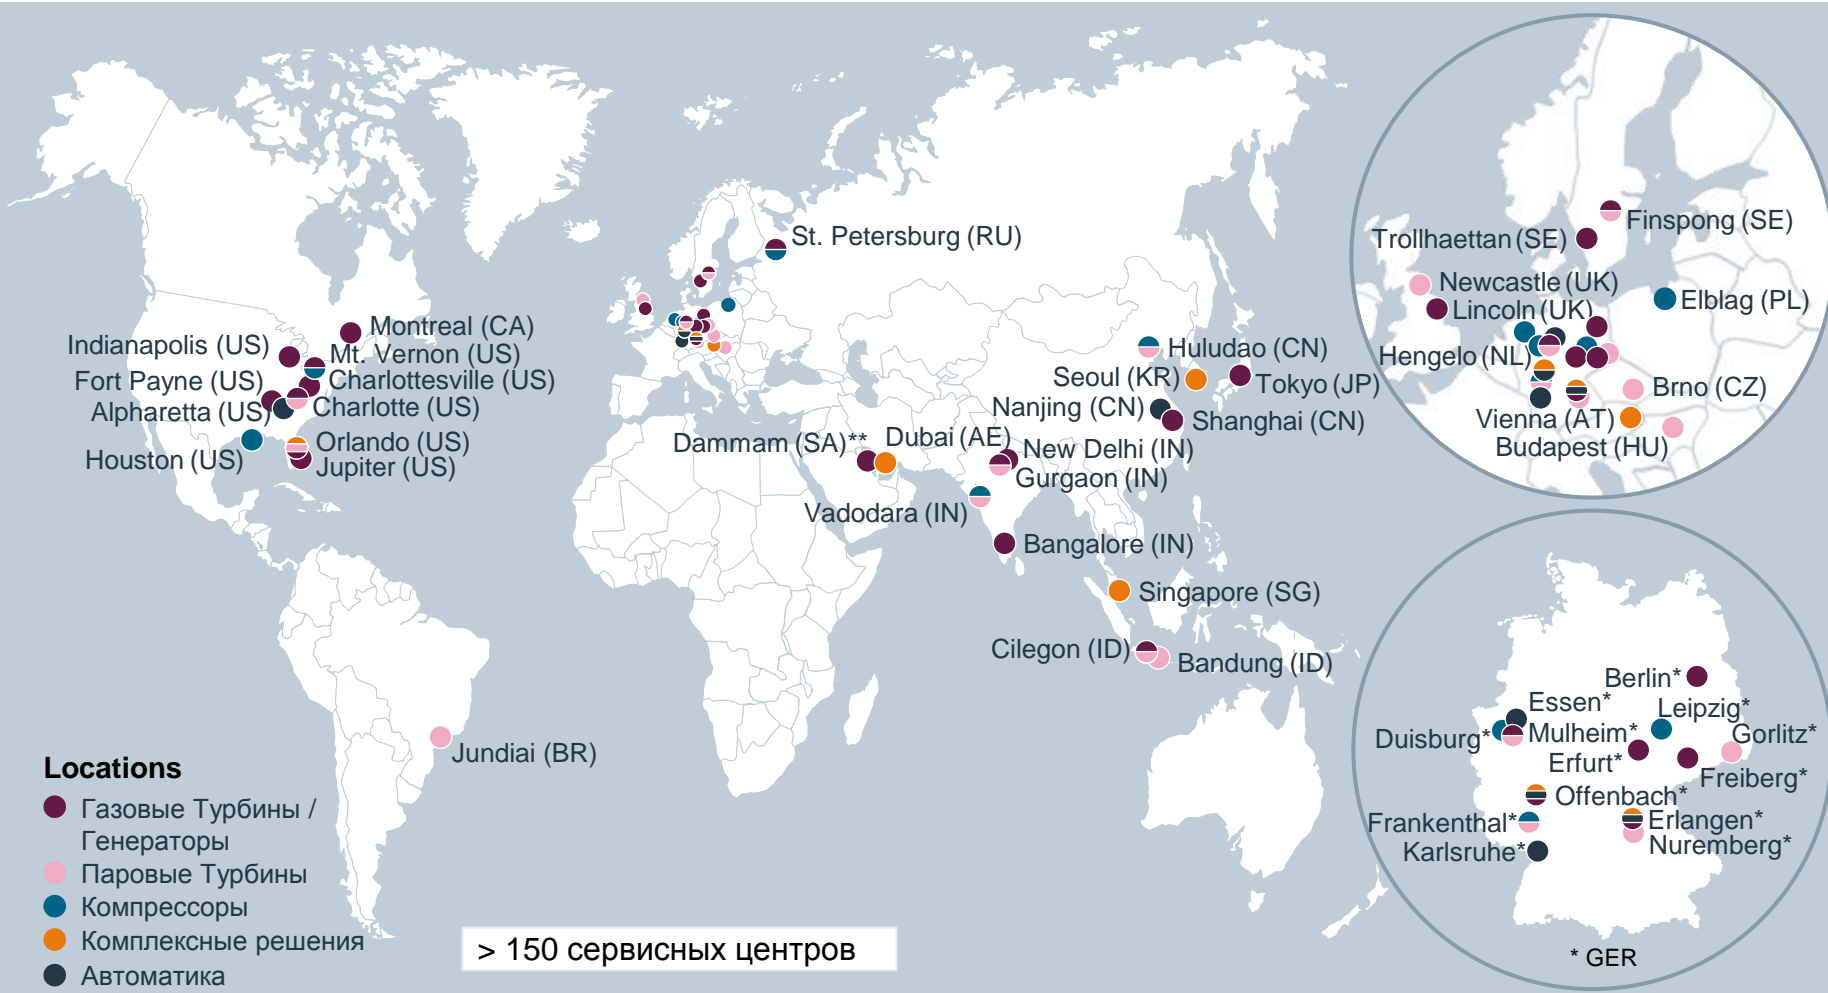 St. Petersburg (RU)
Montreal (CA)
Indianapolis (US)
Mt. Vernon (US)
Fort Payne (US)
Charlottesville (US)
Alpharetta (US)
Charlotte (US)
Orlando (US)
Houston (US)
Jupiter (US)
Jundiai (BR)
Huludao (CN)
Seoul (KR)
Tokyo (JP)
Nanjing (CN)
Shanghai (CN)
Dammam (SA)**
Dubai (AE)
New Delhi (IN)
Gurgaon (IN)
Vadodara (IN)
Bangalore (IN)
Singapore (SG)
Cilegon (ID)
Bandung (ID)
Finspong (SE)
Trollhaettan (SE)
Newcastle (UK)
Lincoln (UK)
Elblag (PL)
Hengelo (NL)
Brno (CZ)
Vienna (AT)
Budapest (HU)
Berlin*
Essen*
Leipzig*
Duisburg*
Mulheim*
Gorlitz*
Erfurt*
Freiberg*
Offenbach*
Frankenthal*
Erlangen*
Nuremberg*
Karlsruhe*
* GER
Locations
Газовые Турбины /
Генераторы
Паровые Турбины
Компрессоры
Комплексные решения
Автоматика
> 150 сервисных центров